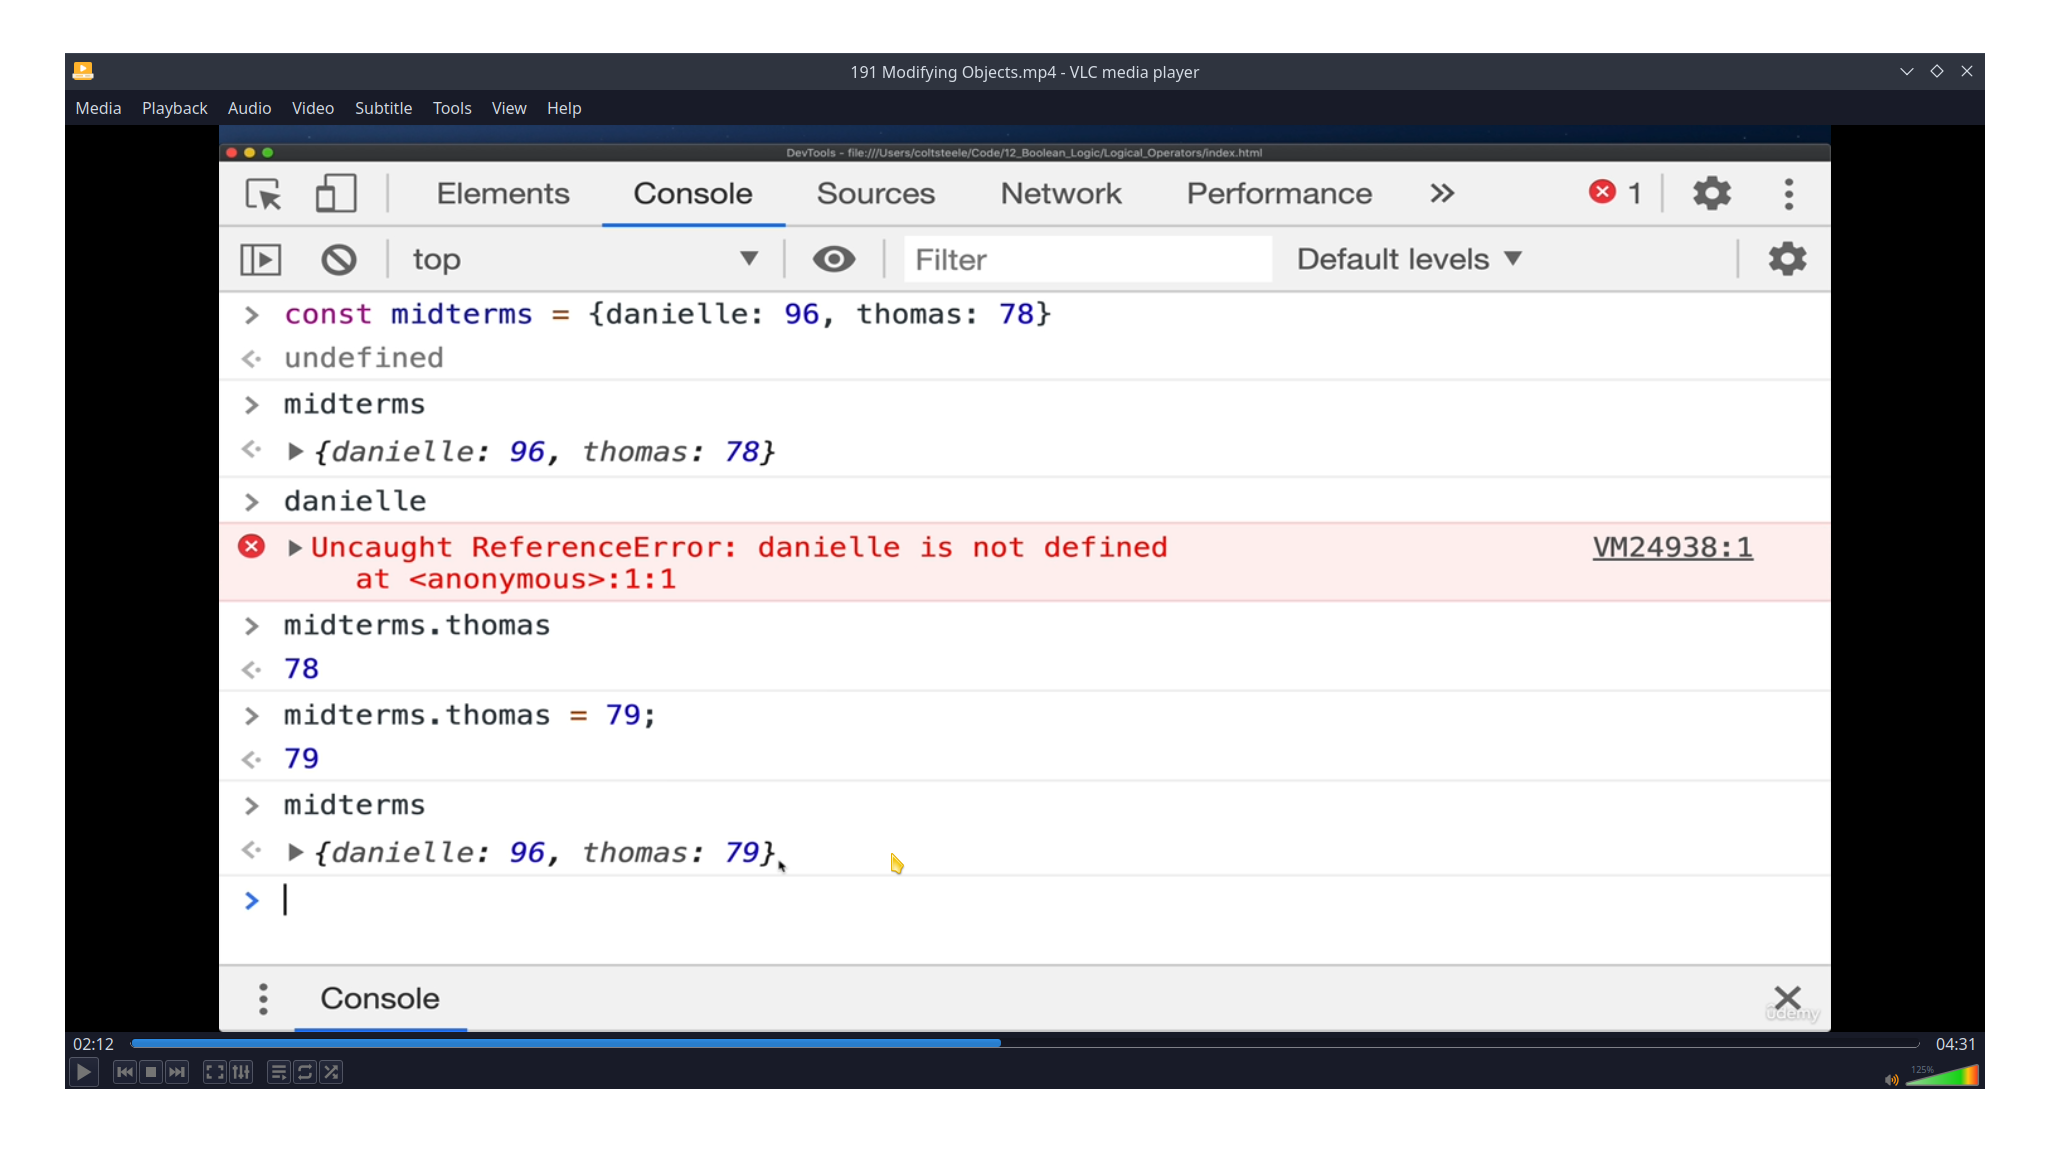 191 Modifying Objects.mp4 - VLC media player
Media Playback Audio Video Subtitle Tools View Help
DevTools - file:///Users/coltsteele/Code/12_Boolean_Logic/Logical_Operators/index.html
Elements Console Sources Network Performance » 1
top ▼ Filter Default levels ▼
> const midterms = {danielle: 96, thomas: 78}
undefined
> midterms
▶ {danielle: 96, thomas: 78}
> danielle
▶ Uncaught ReferenceError: danielle is not defined VM24938:1
at <anonymous>:1:1
> midterms.thomas
78
> midterms.thomas = 79;
79
> midterms
▶ {danielle: 96, thomas: 79}
>
Console
ûdemy
02:12 04:31
125%